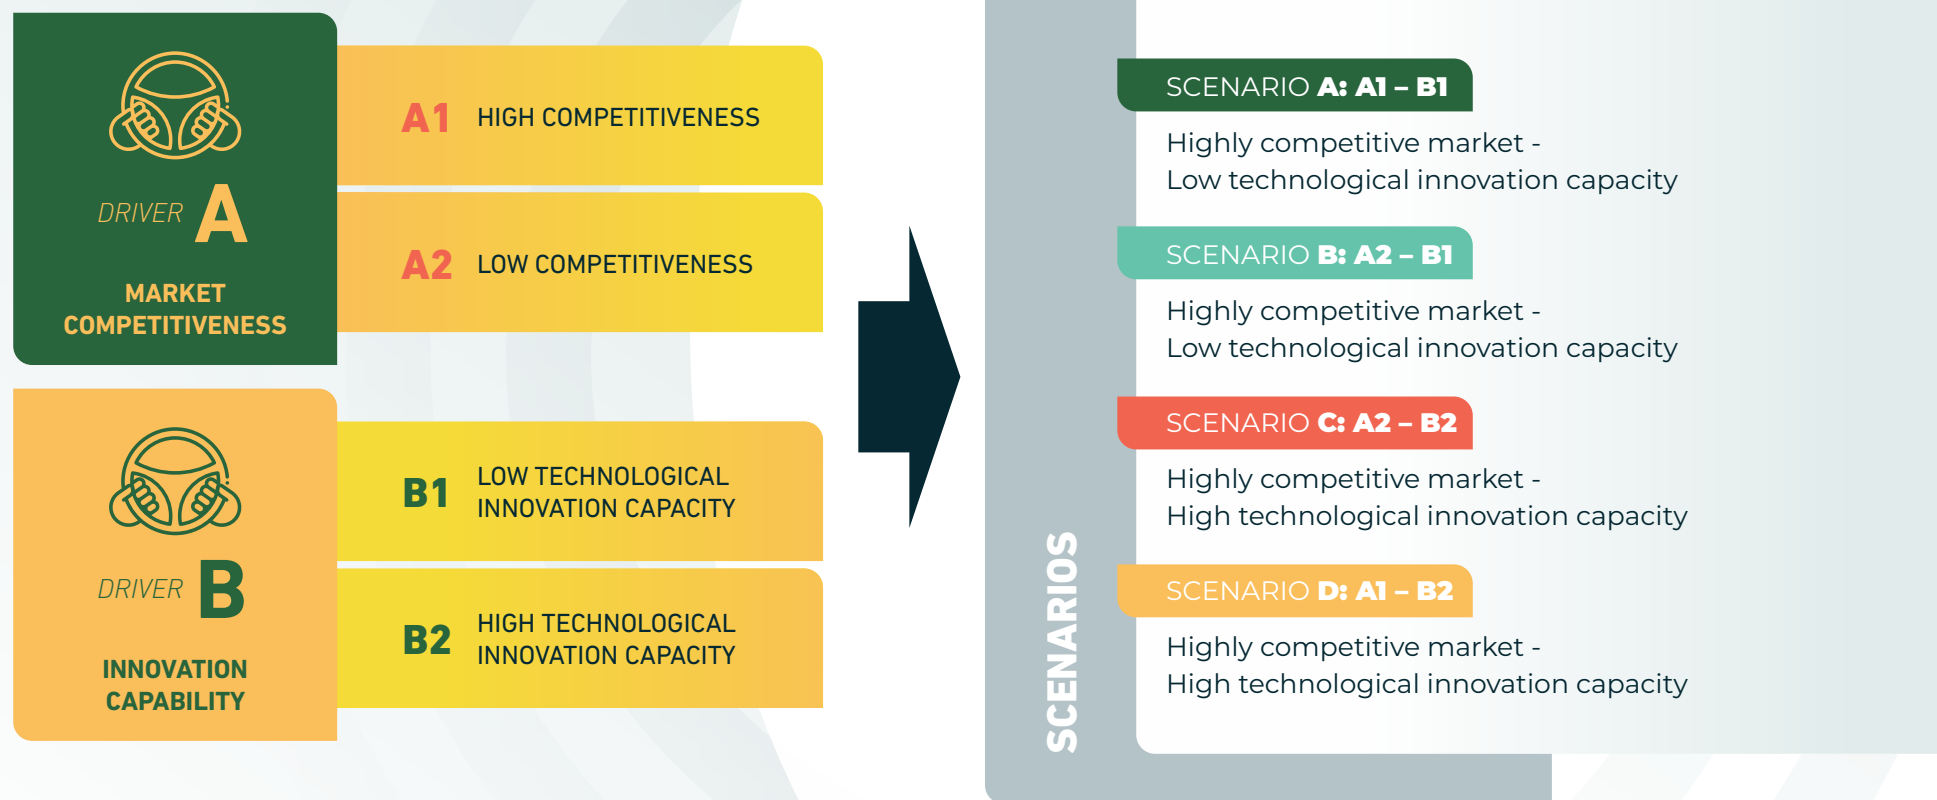 DRIVER A
MARKET
COMPETITIVENESS
A1 HIGH COMPETITIVENESS
A2 LOW COMPETITIVENESS
DRIVER B
INNOVATION
CAPABILITY
B1 LOW TECHNOLOGICAL
INNOVATION CAPACITY
B2 HIGH TECHNOLOGICAL
INNOVATION CAPACITY
SCENARIOS
SCENARIO A: A1 – B1
Highly competitive market -
Low technological innovation capacity
SCENARIO B: A2 – B1
Highly competitive market -
Low technological innovation capacity
SCENARIO C: A2 – B2
Highly competitive market -
High technological innovation capacity
SCENARIO D: A1 – B2
Highly competitive market -
High technological innovation capacity